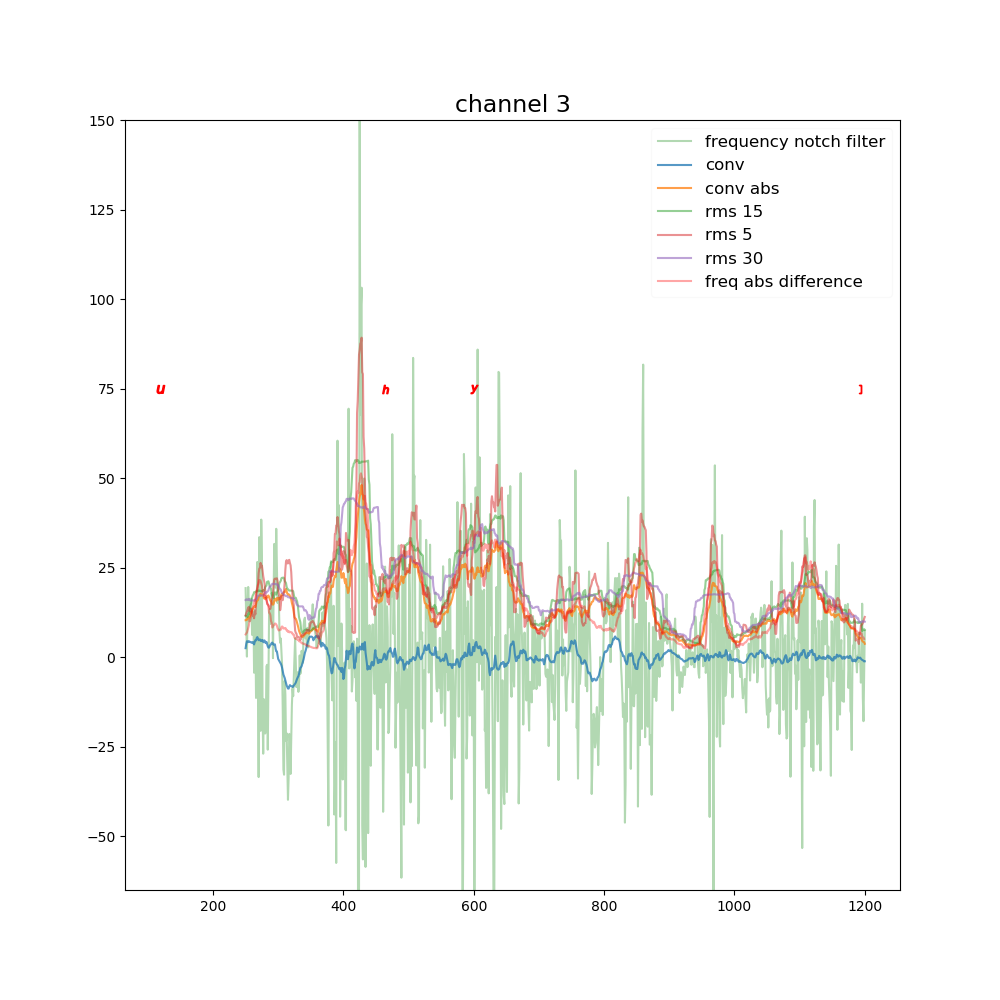 channel 3
150
frequency notch filter
conv
conv abs
rms 15
rms 5
rms 30
freq abs difference
125
100
75
u h y ]
50
25
0
−25
−50
200 400 600 800 1000 1200